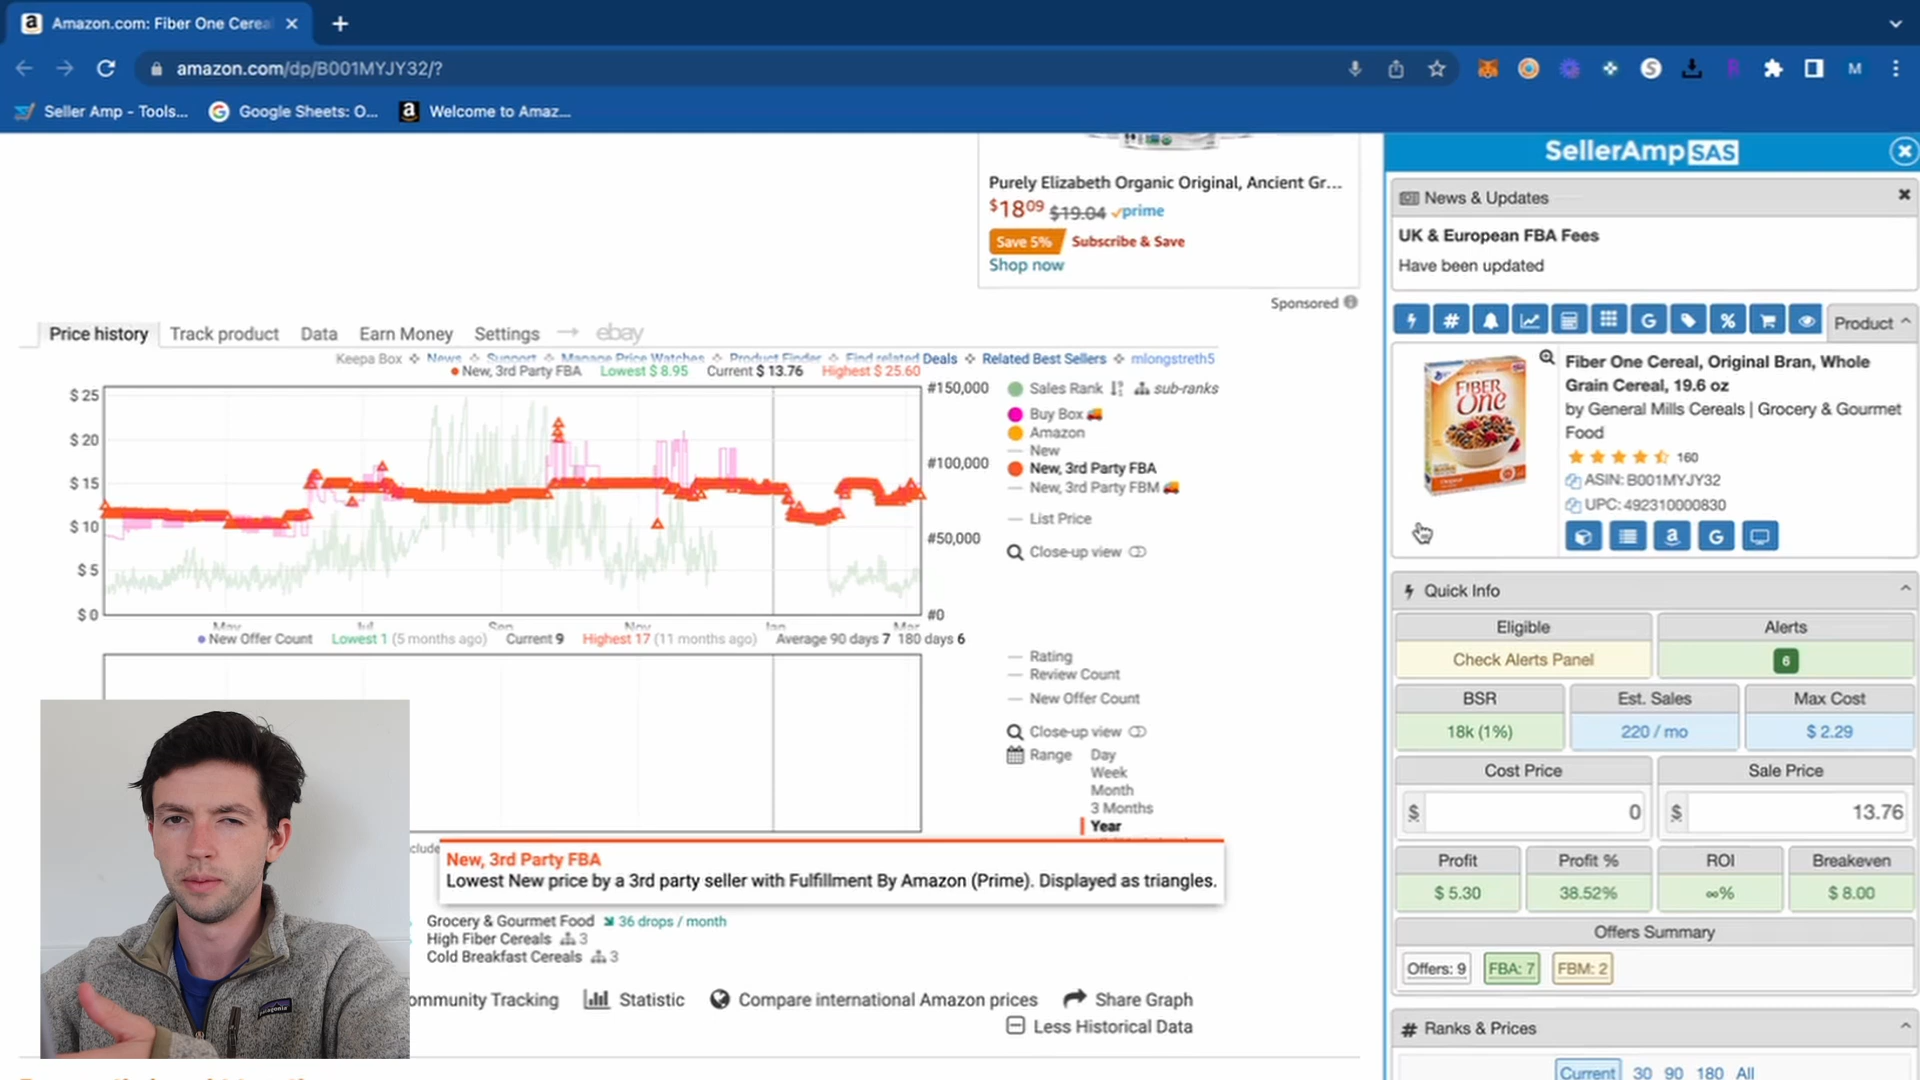 Amazon.com: Fiber One Cerea
amazon.com/dp/B001MYJY32/?
M
Seller Amp - Tools...
Google Sheets: O...
Welcome to Amaz...
Purely Elizabeth Organic Original, Ancient Gr...
$18⁰⁹ $19.04 prime
Save 5% Subscribe & Save
Shop now
Sponsored
Price history Track product Data Earn Money Settings ebay
Keepa Box News Support Manage Price Watches Product Finder Find related Deals Related Best Sellers mlongstreth5
New, 3rd Party FBA Lowest $ 8.95 Current $ 13.76 Highest $ 25.60
$ 25
$ 20
$ 15
$ 10
$ 5
$ 0
#150,000
#100,000
#50,000
#0
May Jul Sep Nov Jan Mar
Sales Rank sub-ranks
Buy Box
Amazon
New
New, 3rd Party FBA
New, 3rd Party FBM
List Price
Close-up view
New Offer Count Lowest 1 (5 months ago) Current 9 Highest 17 (11 months ago) Average 90 days 7 180 days 6
Rating
Review Count
New Offer Count
Close-up view
Range Day
Week
Month
3 Months
Year
New, 3rd Party FBA
Lowest New price by a 3rd party seller with Fulfillment By Amazon (Prime). Displayed as triangles.
Grocery & Gourmet Food 36 drops / month
High Fiber Cereals 3
Cold Breakfast Cereals 3
ommunity Tracking Statistic Compare international Amazon prices Share Graph
Less Historical Data
patagonia
SellerAmp SAS
News & Updates
UK & European FBA Fees
Have been updated
Product
FIBER
One
Fiber One Cereal, Original Bran, Whole
Grain Cereal, 19.6 oz
by General Mills Cereals | Grocery & Gourmet
Food
160
ASIN: B001MYJY32
UPC: 492310000830
Quick Info
Eligible Alerts
Check Alerts Panel 6
BSR Est. Sales Max Cost
18k (1%) 220 / mo $ 2.29
Cost Price Sale Price
$ 0 $ 13.76
Profit Profit % ROI Breakeven
$ 5.30 38.52% ∞% $ 8.00
Offers Summary
Offers: 9 FBA: 7 FBM: 2
Ranks & Prices
Current 30 90 180 All